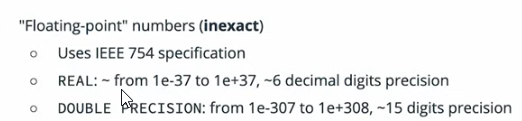 "Floating-point" numbers (inexact)
○ Uses IEEE 754 specification
○ REAL: ~ from 1e-37 to 1e+37, ~6 decimal digits precision
○ DOUBLE PRECISION: from 1e-307 to 1e+308, ~15 digits precision